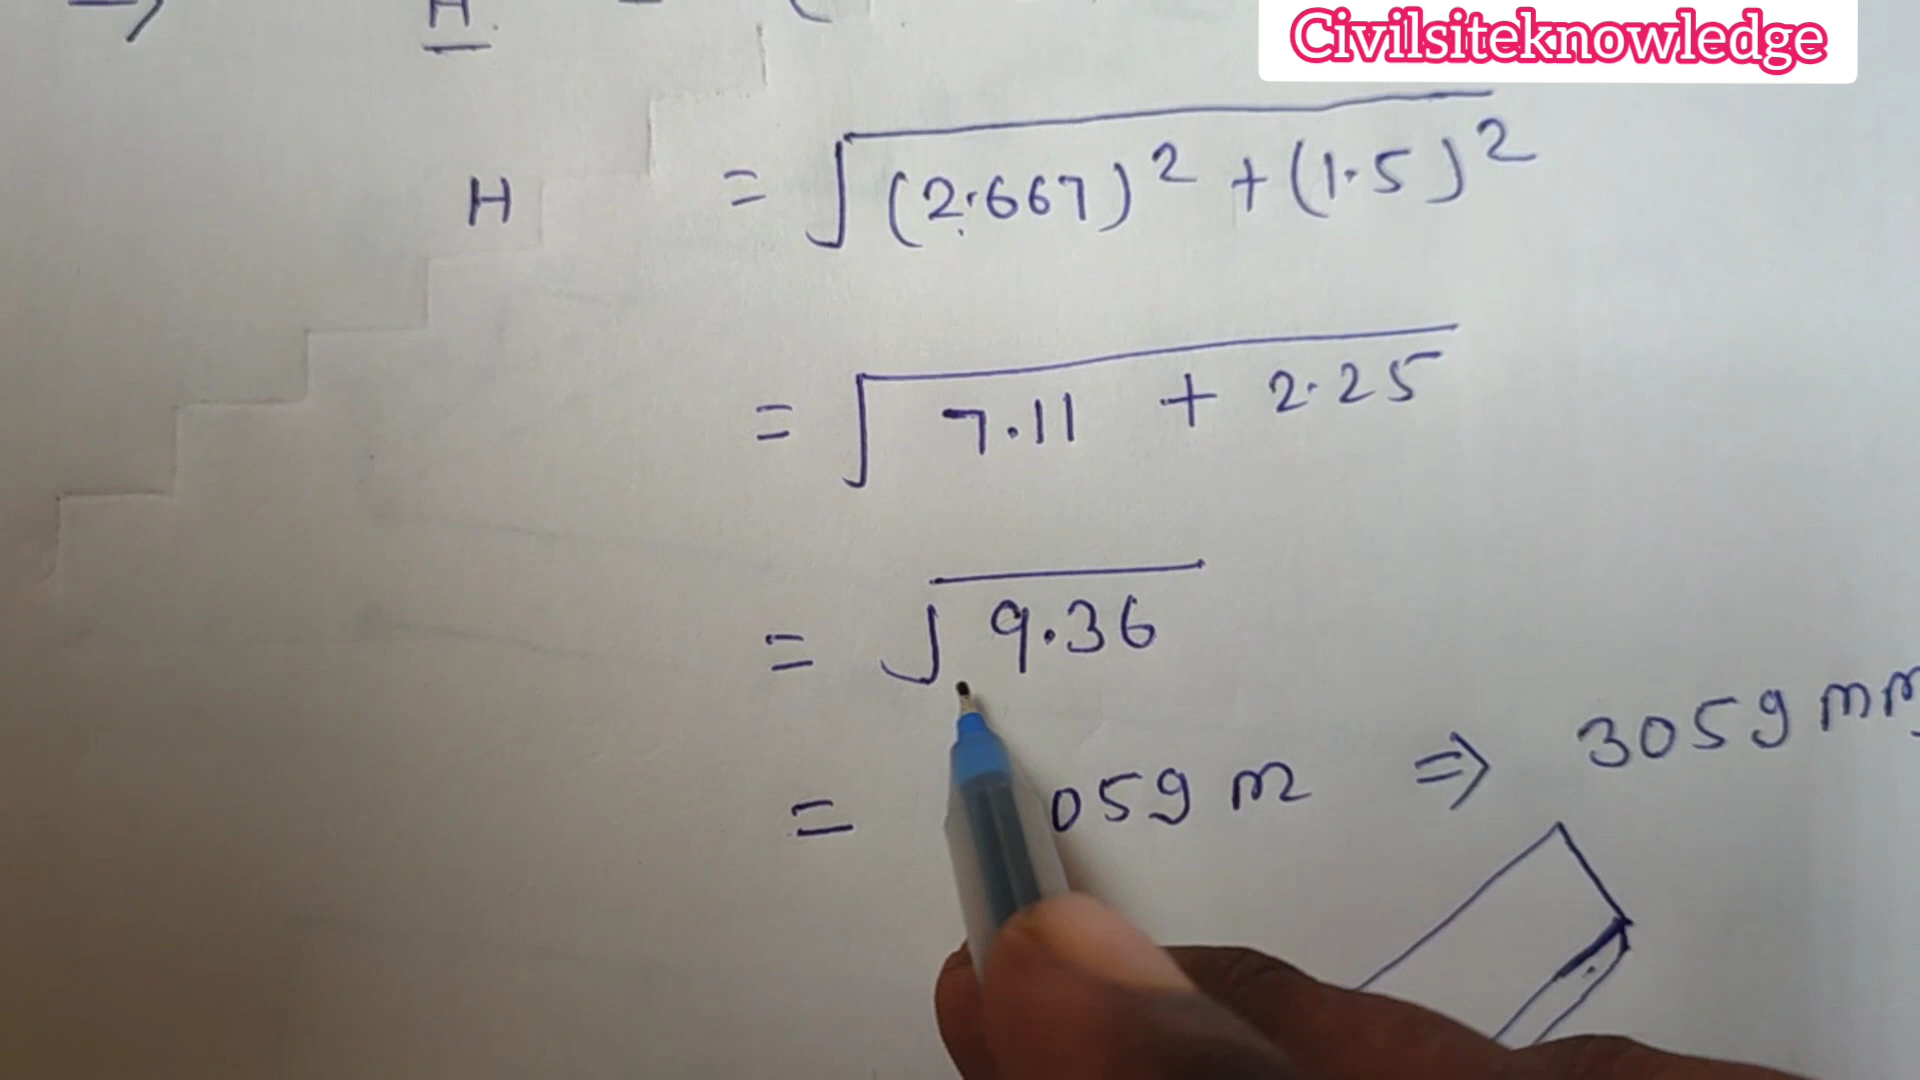 Civilsiteknowledge
H =
H = √(2.667)² + (1.5)²
= √7.11 + 2.25
= √9.36
= 059 m ⇒ 3059 mm